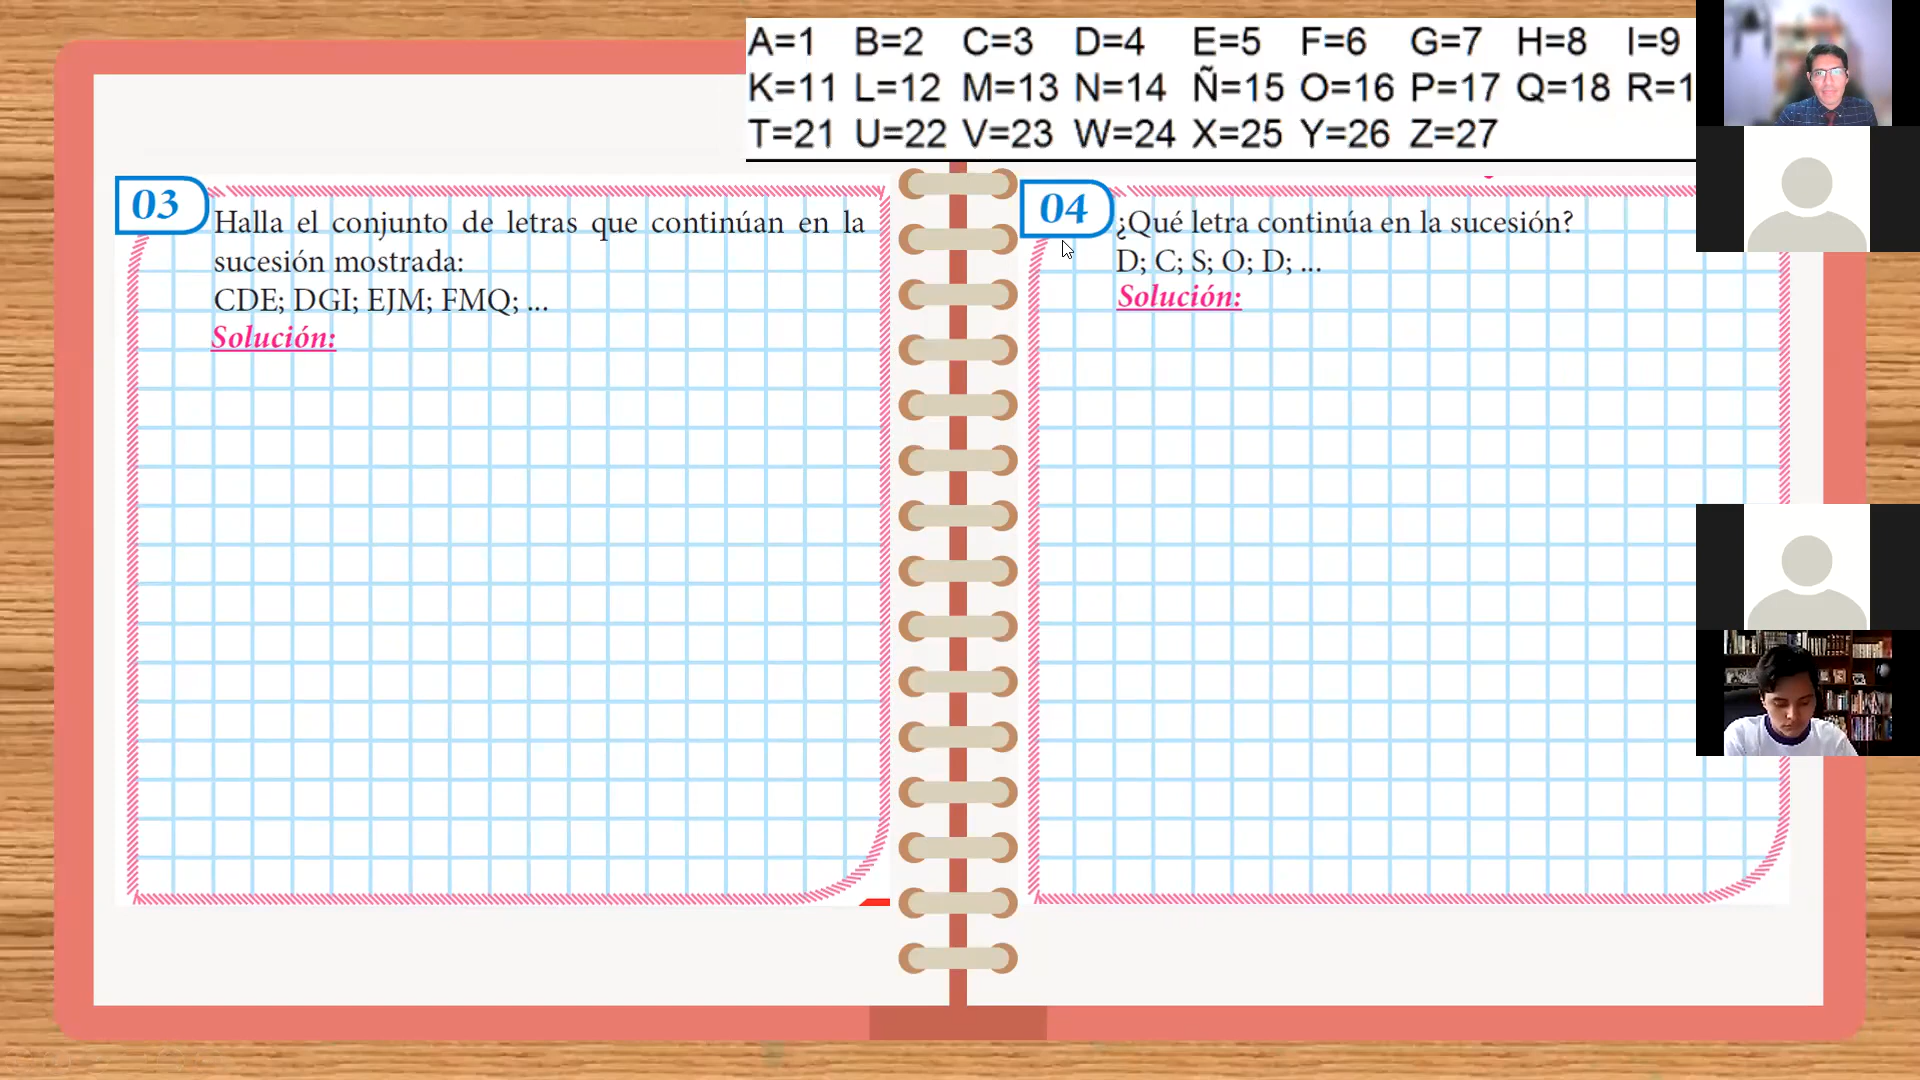 A=1 B=2 C=3 D=4 E=5 F=6 G=7 H=8 I=9
K=11 L=12 M=13 N=14 Ñ=15 O=16 P=17 Q=18 R=1
T=21 U=22 V=23 W=24 X=25 Y=26 Z=27
03
Halla el conjunto de letras que continúan en la
sucesión mostrada:
CDE; DGI; EJM; FMQ; ...
Solución:
04
¿Qué letra continúa en la sucesión?
D; C; S; O; D; ...
Solución: